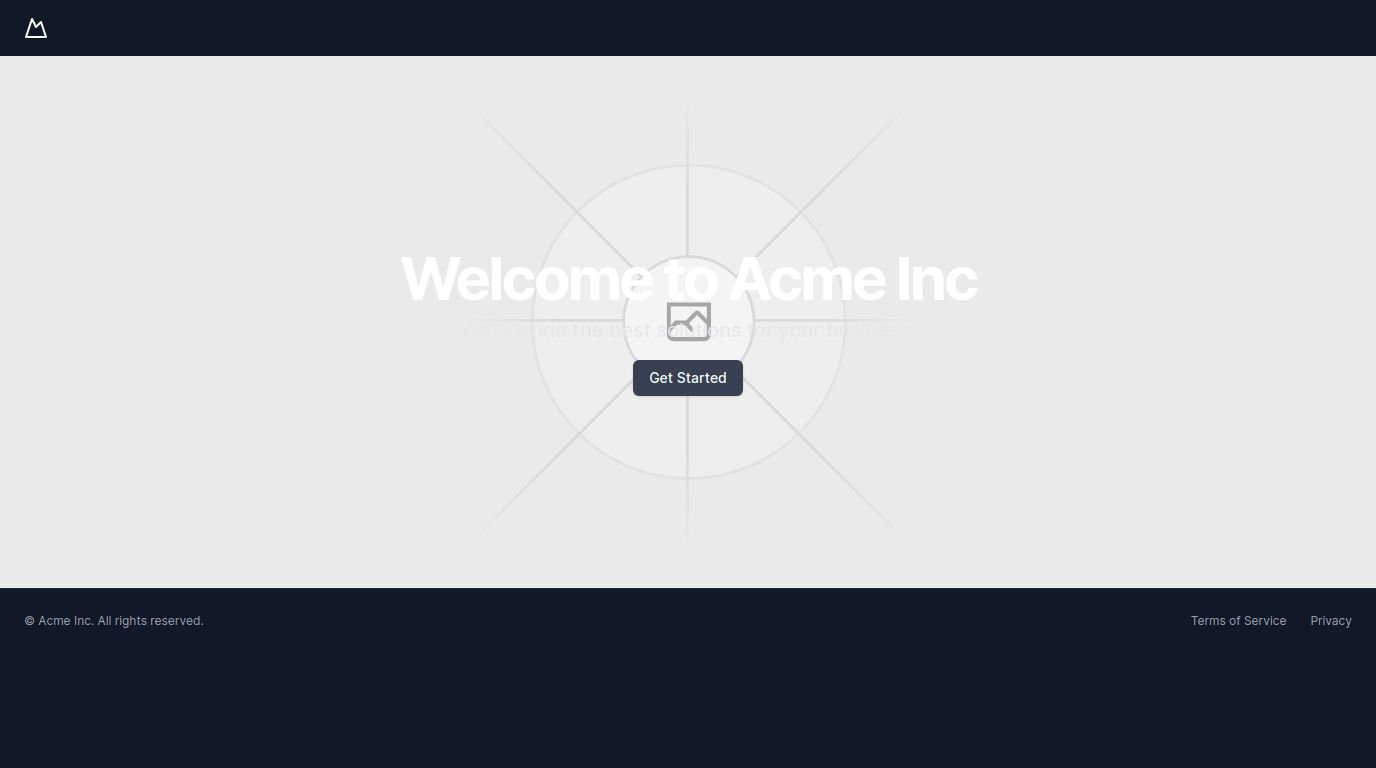 Welcome to Acme Inc
We provide the best solutions for your business.
Get Started
© Acme Inc. All rights reserved.
Terms of Service
Privacy